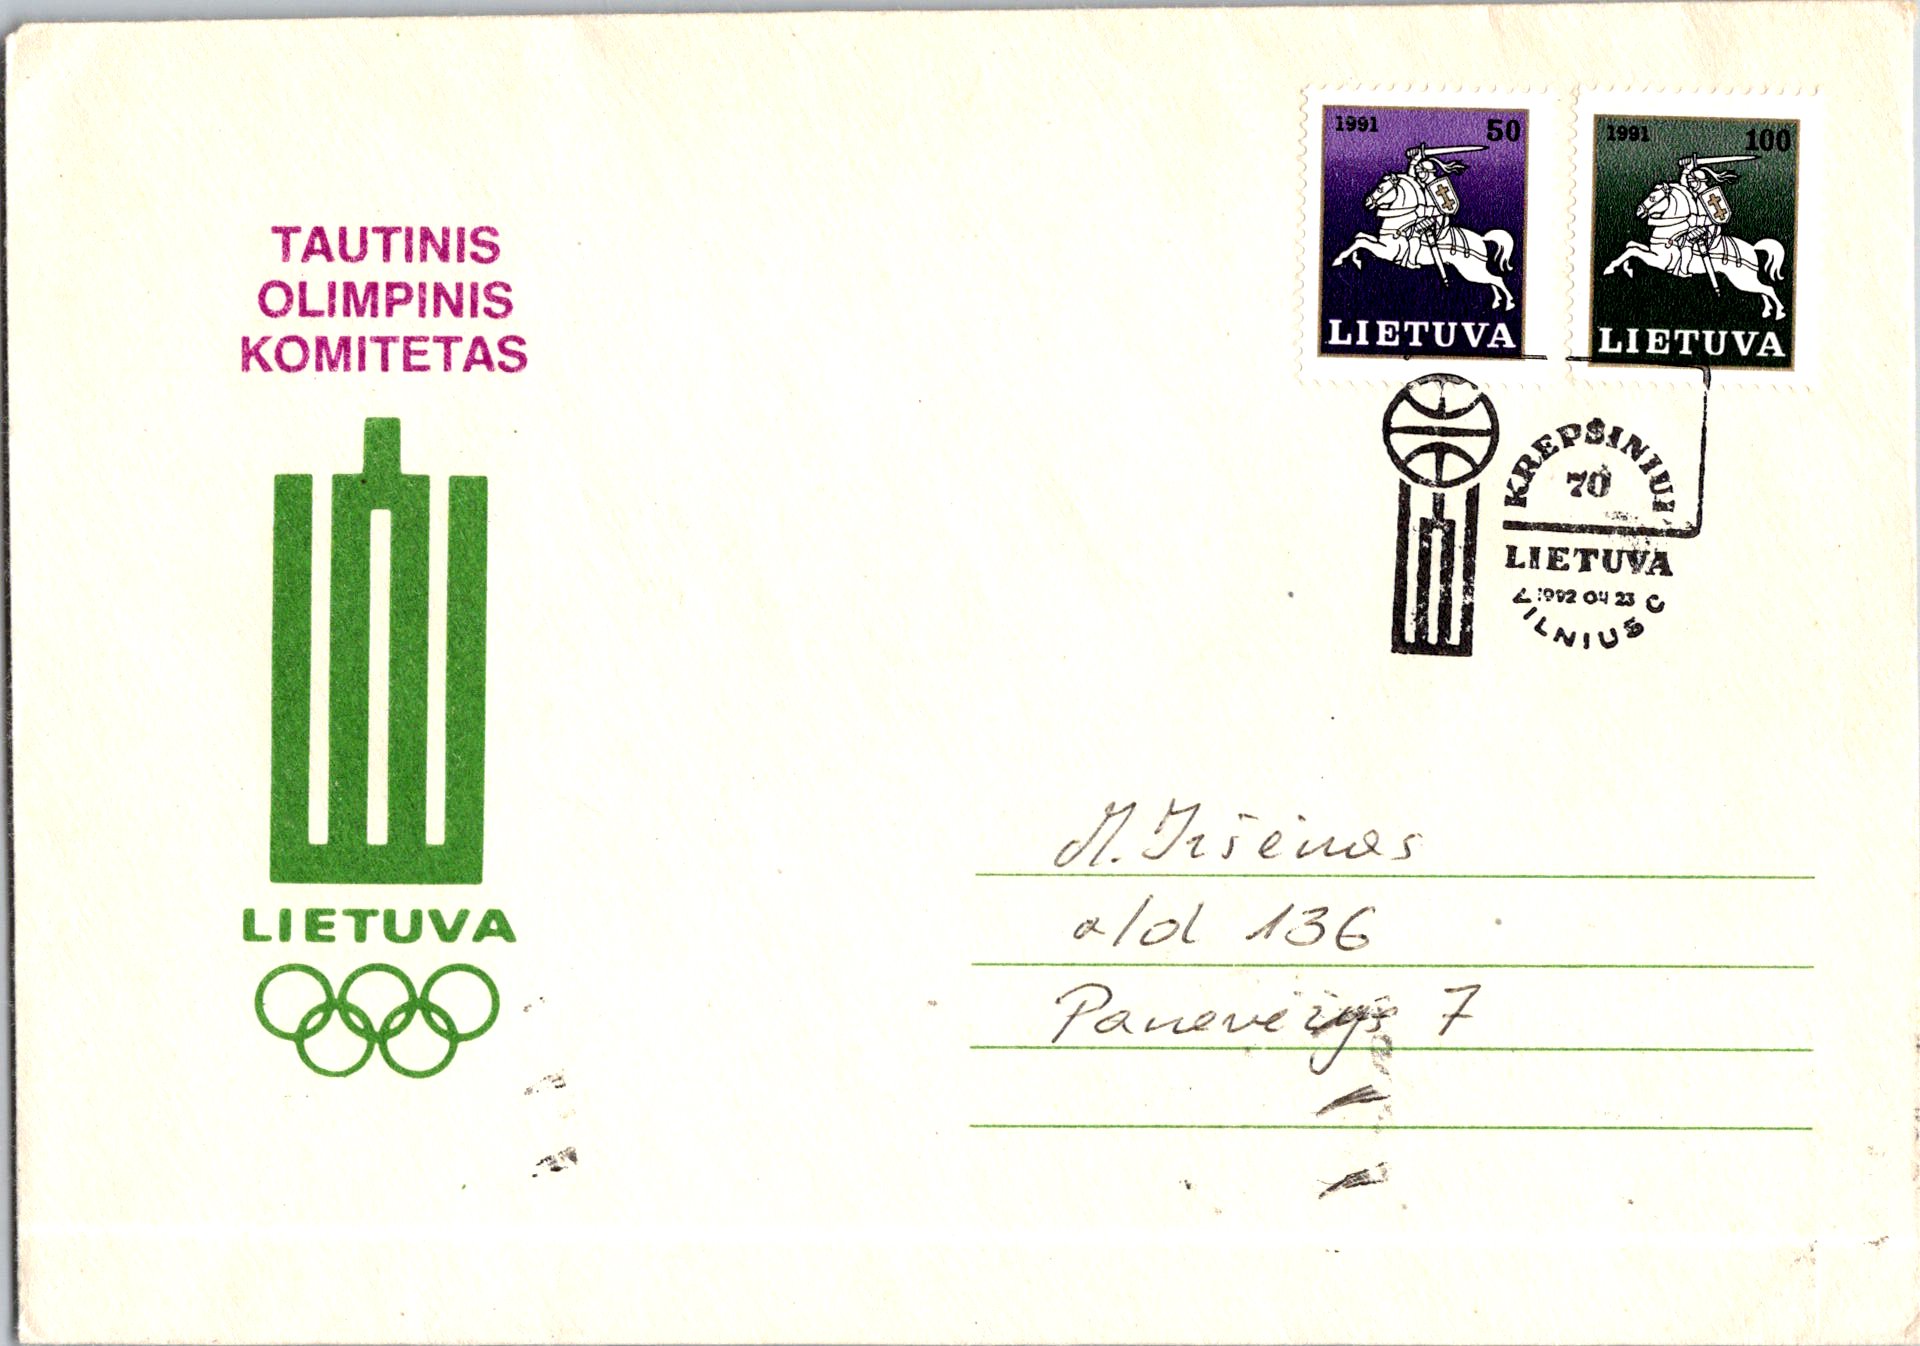 TAUTINIS
OLIMPINIS
KOMITETAS
LIETUVA
1991 50
LIETUVA
1991 100
LIETUVA
KREPŠINIUI
70
LIETUVA
1992 04 23
VILNIUS C
M. Iršėnas
a/d 136
Panevėžys 7